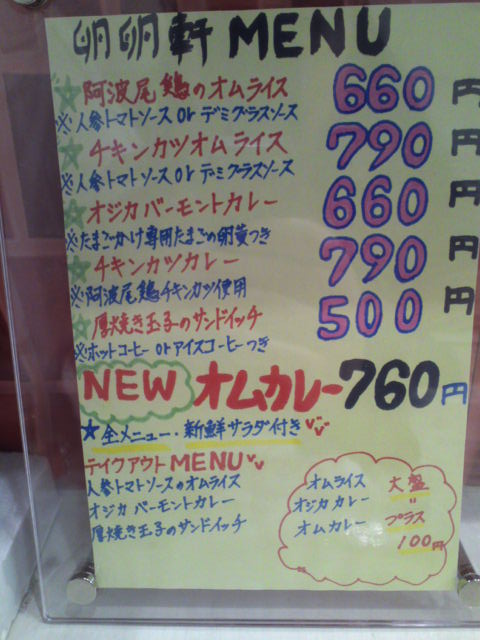 卵卵軒 MENU
☆阿波尾鶏のオムライス 660円
※人参トマトソース or デミグラスソース
☆チキンカツオムライス 790円
※人参トマトソース or デミグラスソース
☆オジカバーモントカレー 660円
※たまごかけ専用たまごの卵黄つき
☆チキンカツカレー 790円
※阿波尾鶏チキンカツ使用
☆厚焼き玉子のサンドイッチ 500円
※ホットコーヒー or アイスコーヒーつき
NEW オムカレー 760円
★全メニュー・新鮮サラダ付き
テイクアウトMENU
人参トマトソースのオムライス
オジカバーモントカレー
厚焼き玉子のサンドイッチ
オムライス 大盛
オジカカレー 〃
オムカレー プラス
100円